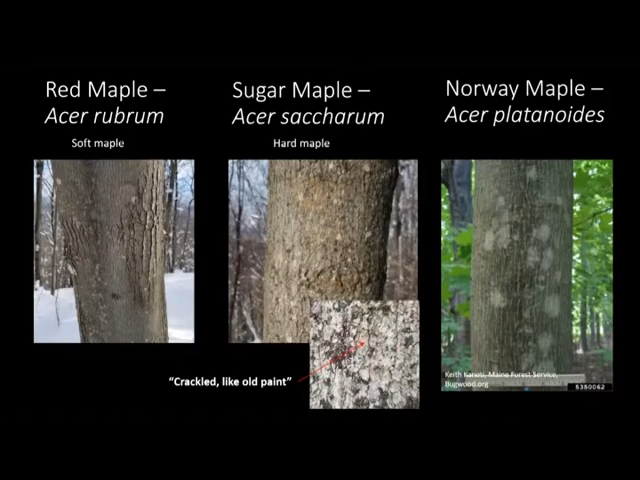 Red Maple –
Acer rubrum
Soft maple
Sugar Maple –
Acer saccharum
Hard maple
Norway Maple –
Acer platanoides
"Crackled, like old paint"
Keith Kanoti, Maine Forest Service,
Bugwood.org
5350062